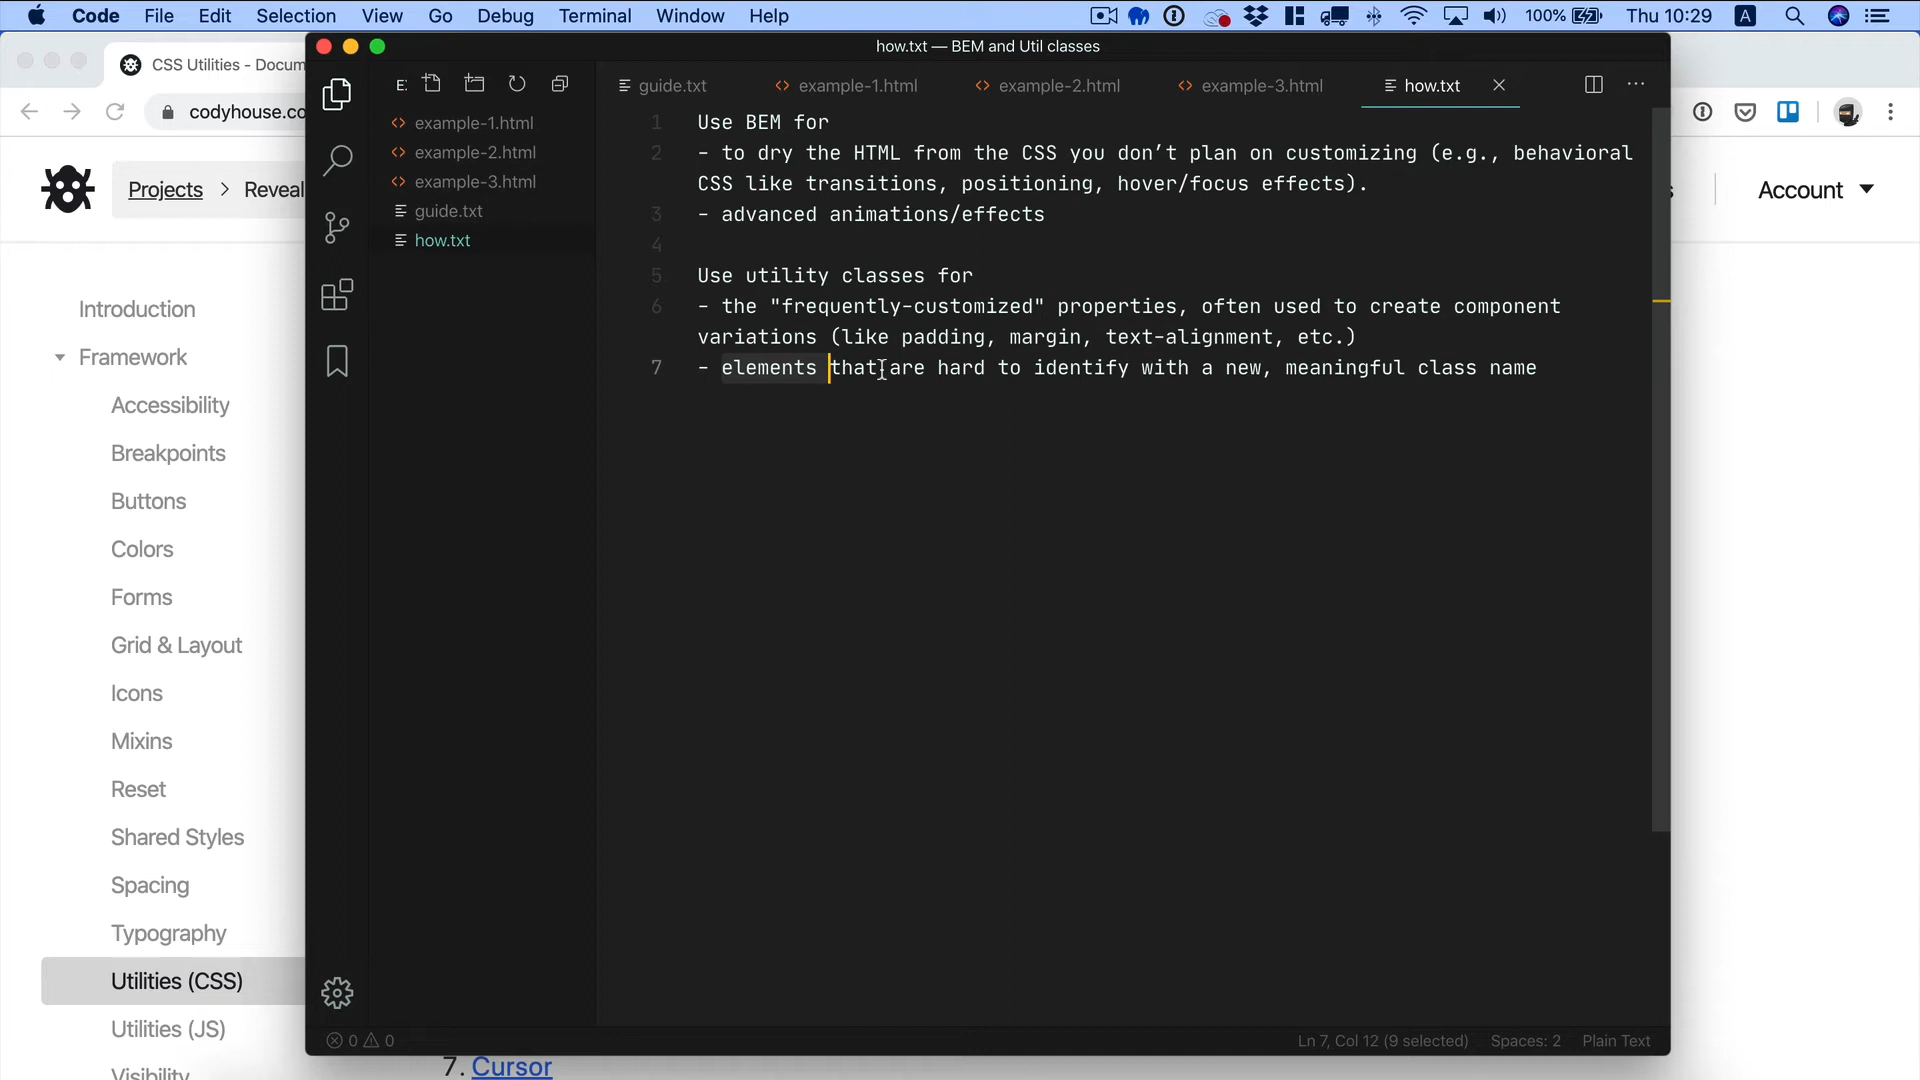 Code File Edit Selection View Go Debug Terminal Window Help 100% Thu 10:29 A
how.txt — BEM and Util classes
CSS Utilities - Docum
codyhouse.co
E:
guide.txt example-1.html example-2.html example-3.html how.txt
Projects > Reveal
Account
example-1.html
example-2.html
example-3.html
guide.txt
how.txt
1 Use BEM for
2 - to dry the HTML from the CSS you don’t plan on customizing (e.g., behavioral
CSS like transitions, positioning, hover/focus effects).
3 - advanced animations/effects
4
5 Use utility classes for
6 - the "frequently-customized" properties, often used to create component
variations (like padding, margin, text-alignment, etc.)
7 - elements that are hard to identify with a new, meaningful class name
Introduction
Framework
Accessibility
Breakpoints
Buttons
Colors
Forms
Grid & Layout
Icons
Mixins
Reset
Shared Styles
Spacing
Typography
Utilities (CSS)
Utilities (JS)
Visibility
0 0 Ln 7, Col 12 (9 selected) Spaces: 2 Plain Text
7. Cursor